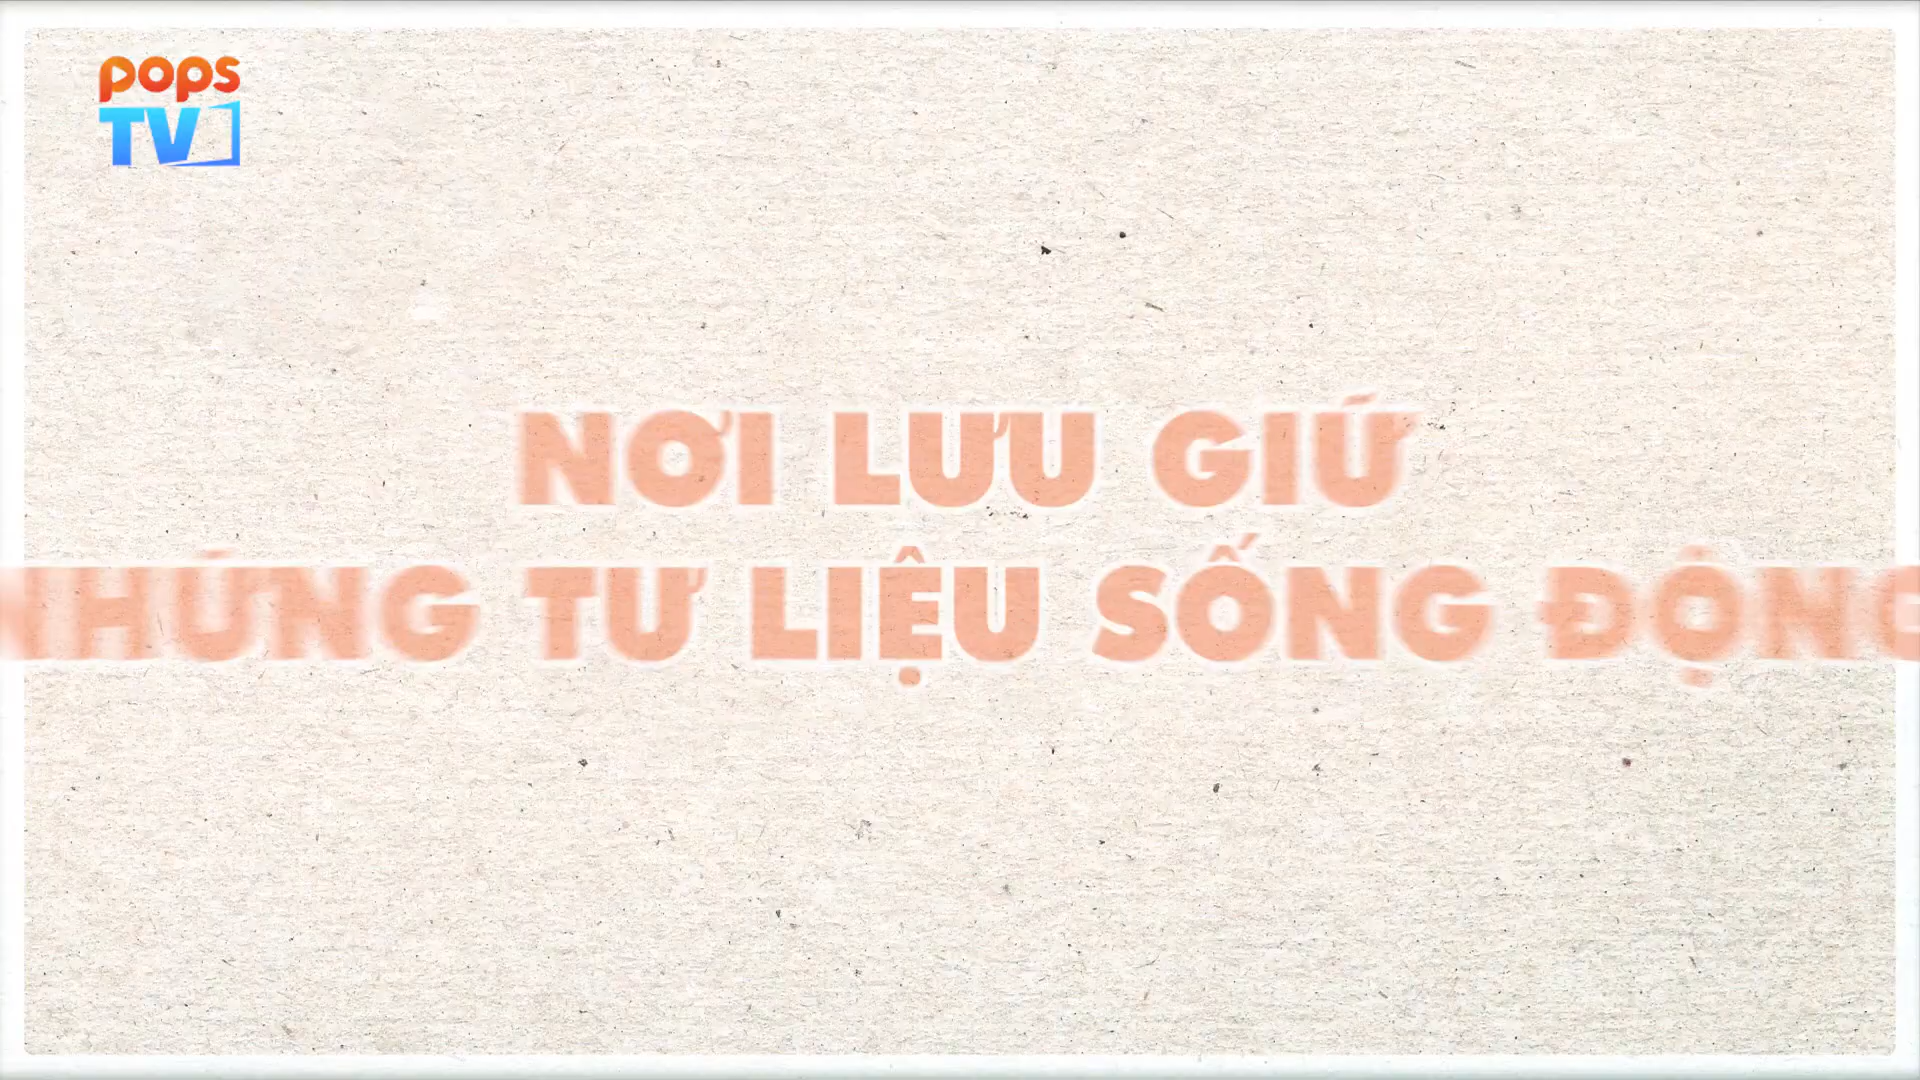 pops
TV
NƠI LƯU GIỮ
NHỮNG TƯ LIỆU SỐNG ĐỘNG